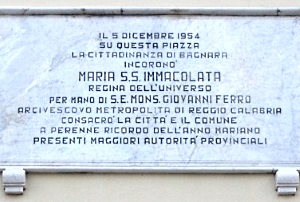 IL 5 DICEMBRE 1954
SU QUESTA PIAZZA
LA CITTADINANZA DI BAGNARA
INCORONO'
MARIA S.S. IMMACOLATA
REGINA DELL'UNIVERSO
PER MANO DI S.E. MONS. GIOVANNI FERRO
ARCIVESCOVO METROPOLITA DI REGGIO CALABRIA
CONSACRO' LA CITTA' E IL COMUNE
A PERENNE RICORDO DELL'ANNO MARIANO
PRESENTI MAGGIORI AUTORITA' PROVINCIALI